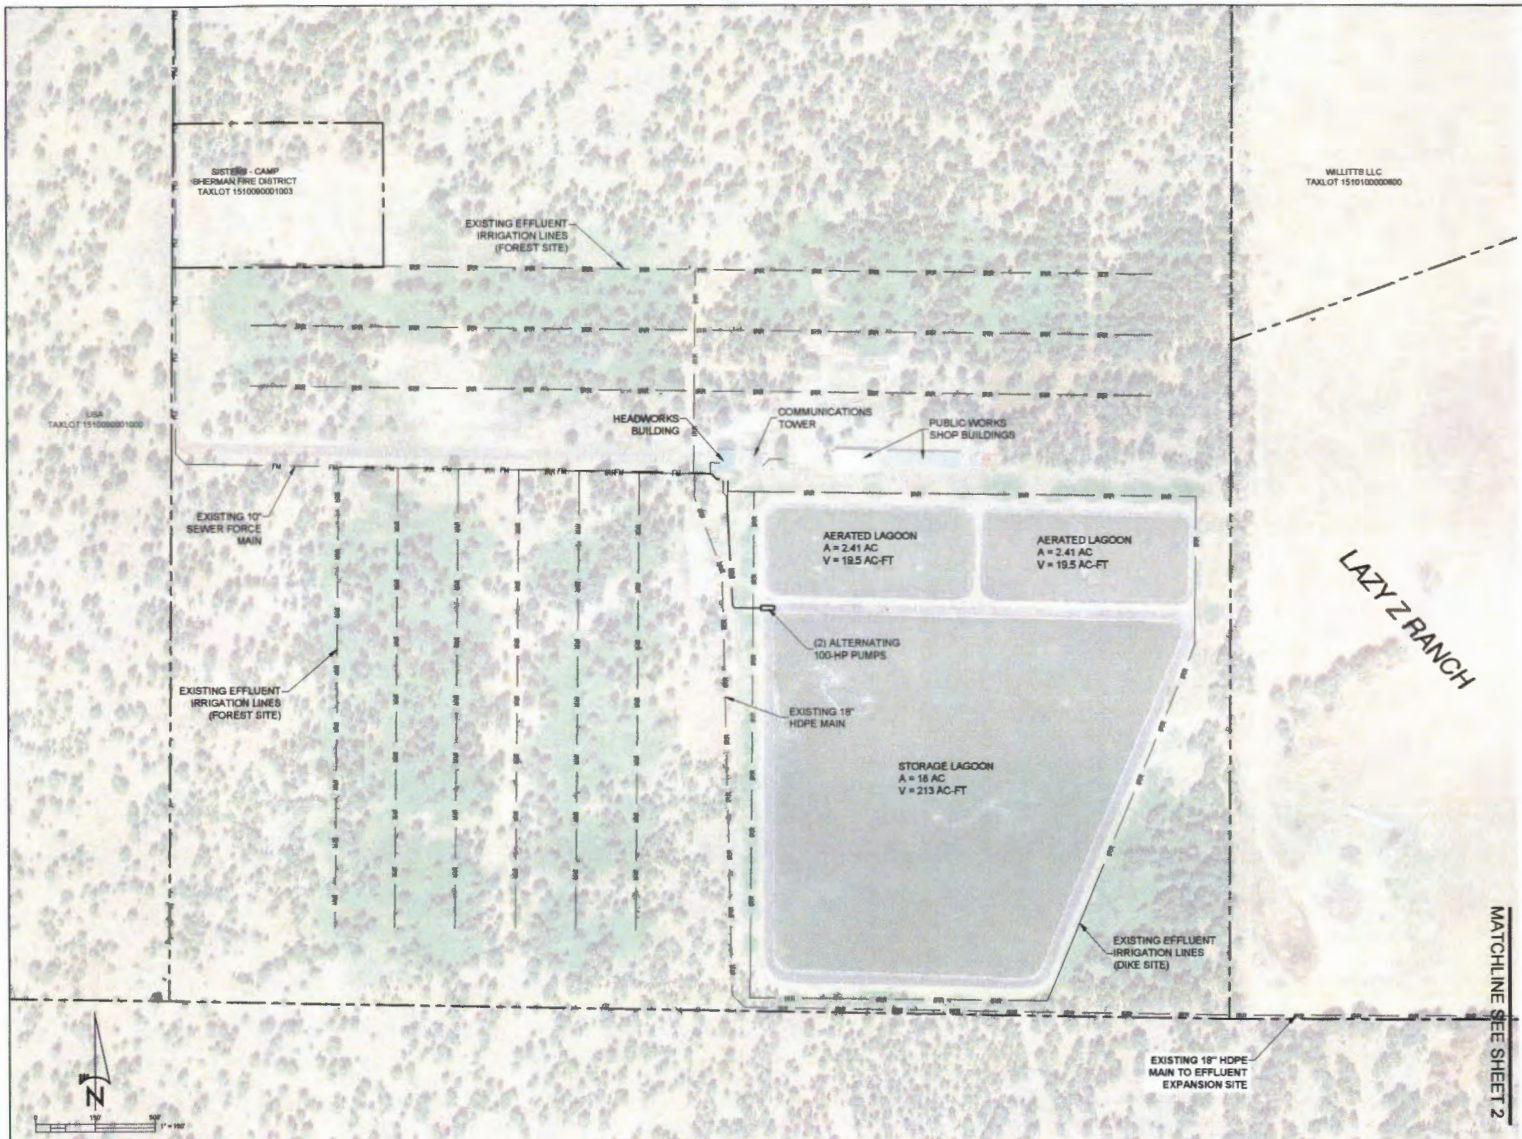 SISTERS - CAMP
SHERMAN FIRE DISTRICT
TAXLOT 1510090001003
WILLITTS LLC
TAXLOT 1510100000800
EXISTING EFFLUENT
IRRIGATION LINES
(FOREST SITE)
USA
TAXLOT 1510090001000
HEADWORKS
BUILDING
COMMUNICATIONS
TOWER
PUBLIC WORKS
SHOP BUILDINGS
EXISTING 10"
SEWER FORCE
MAIN
AERATED LAGOON
A = 2.41 AC
V = 19.5 AC-FT
AERATED LAGOON
A = 2.41 AC
V = 19.5 AC-FT
LAZY Z RANCH
(2) ALTERNATING
100-HP PUMPS
EXISTING EFFLUENT
IRRIGATION LINES
(FOREST SITE)
EXISTING 18"
HDPE MAIN
STORAGE LAGOON
A = 18 AC
V = 213 AC-FT
EXISTING EFFLUENT
IRRIGATION LINES
(DIKE SITE)
MATCHLINE SEE SHEET 2
EXISTING 18" HDPE
MAIN TO EFFLUENT
EXPANSION SITE
N
0 150'